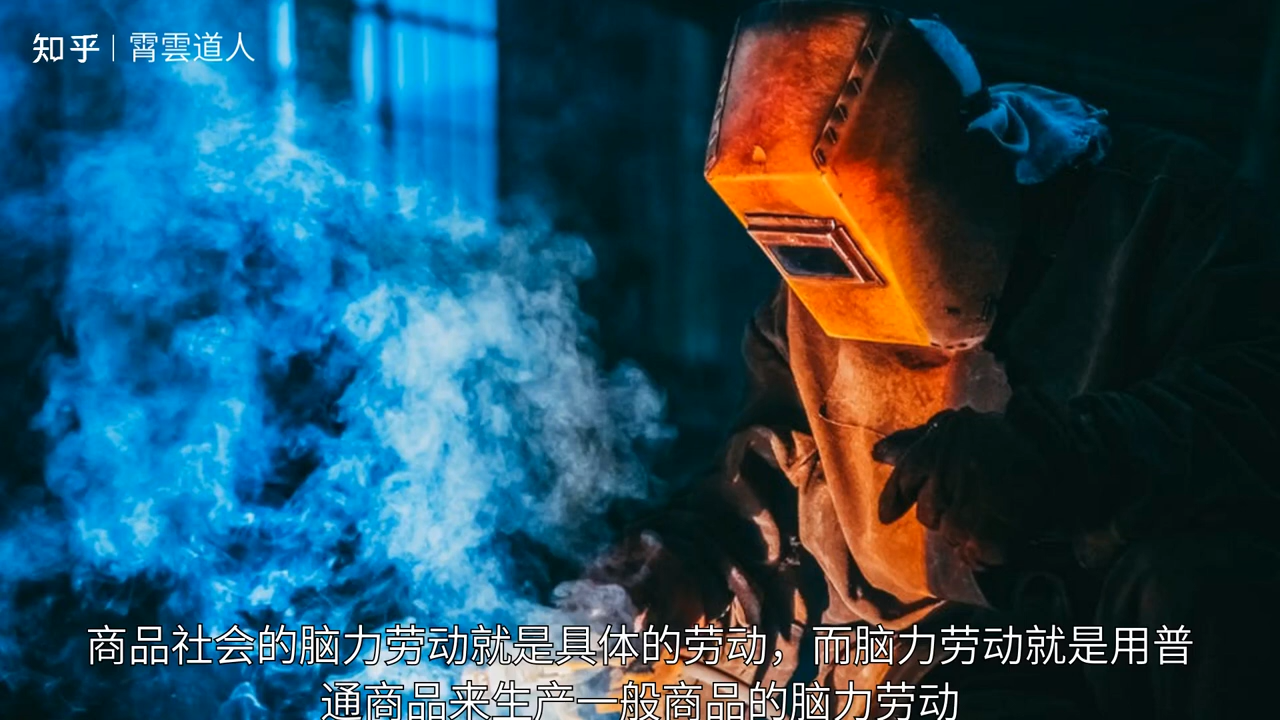 知乎 | 霄雲道人
商品社会的脑力劳动就是具体的劳动，而脑力劳动就是用普
通商品来生产一般商品的脑力劳动